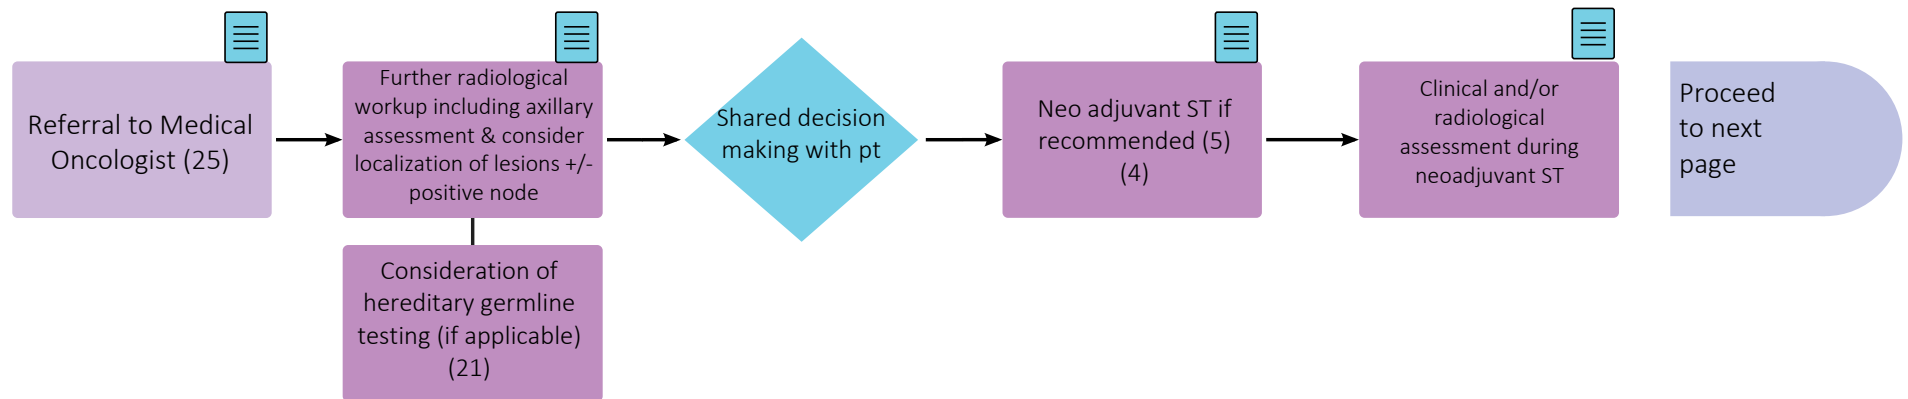 Referral to Medical
Oncologist (25)
Further radiological
workup including axillary
assessment & consider
localization of lesions +/-
positive node
Consideration of
hereditary germline
testing (if applicable)
(21)
Shared decision
making with pt
Neo adjuvant ST if
recommended (5)
(4)
Clinical and/or
radiological
assessment during
neoadjuvant ST
Proceed
to next
page